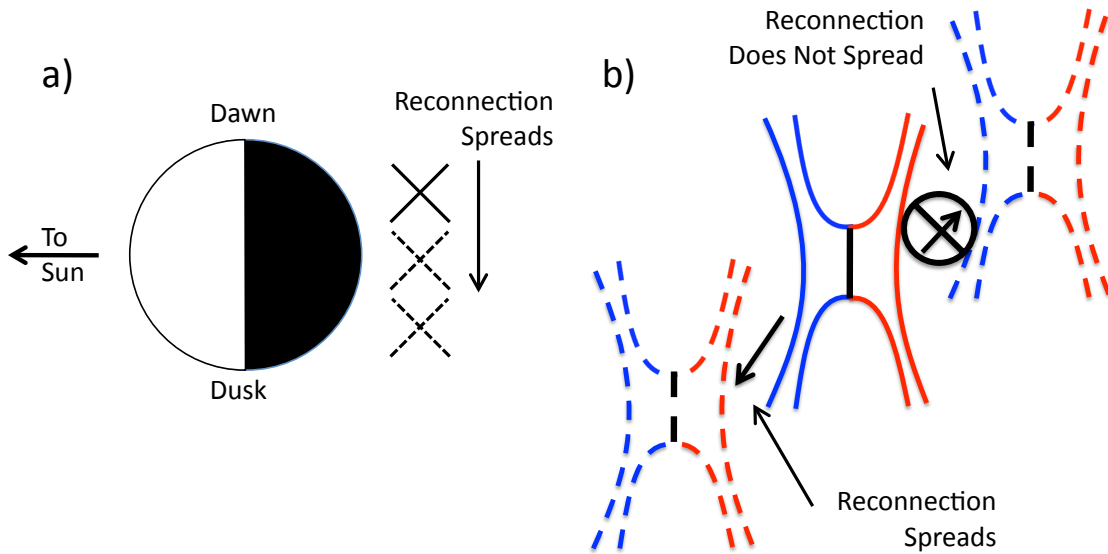 a)
Dawn
Reconnection
Spreads
To
Sun
Dusk
b)
Reconnection
Does Not Spread
Reconnection
Spreads